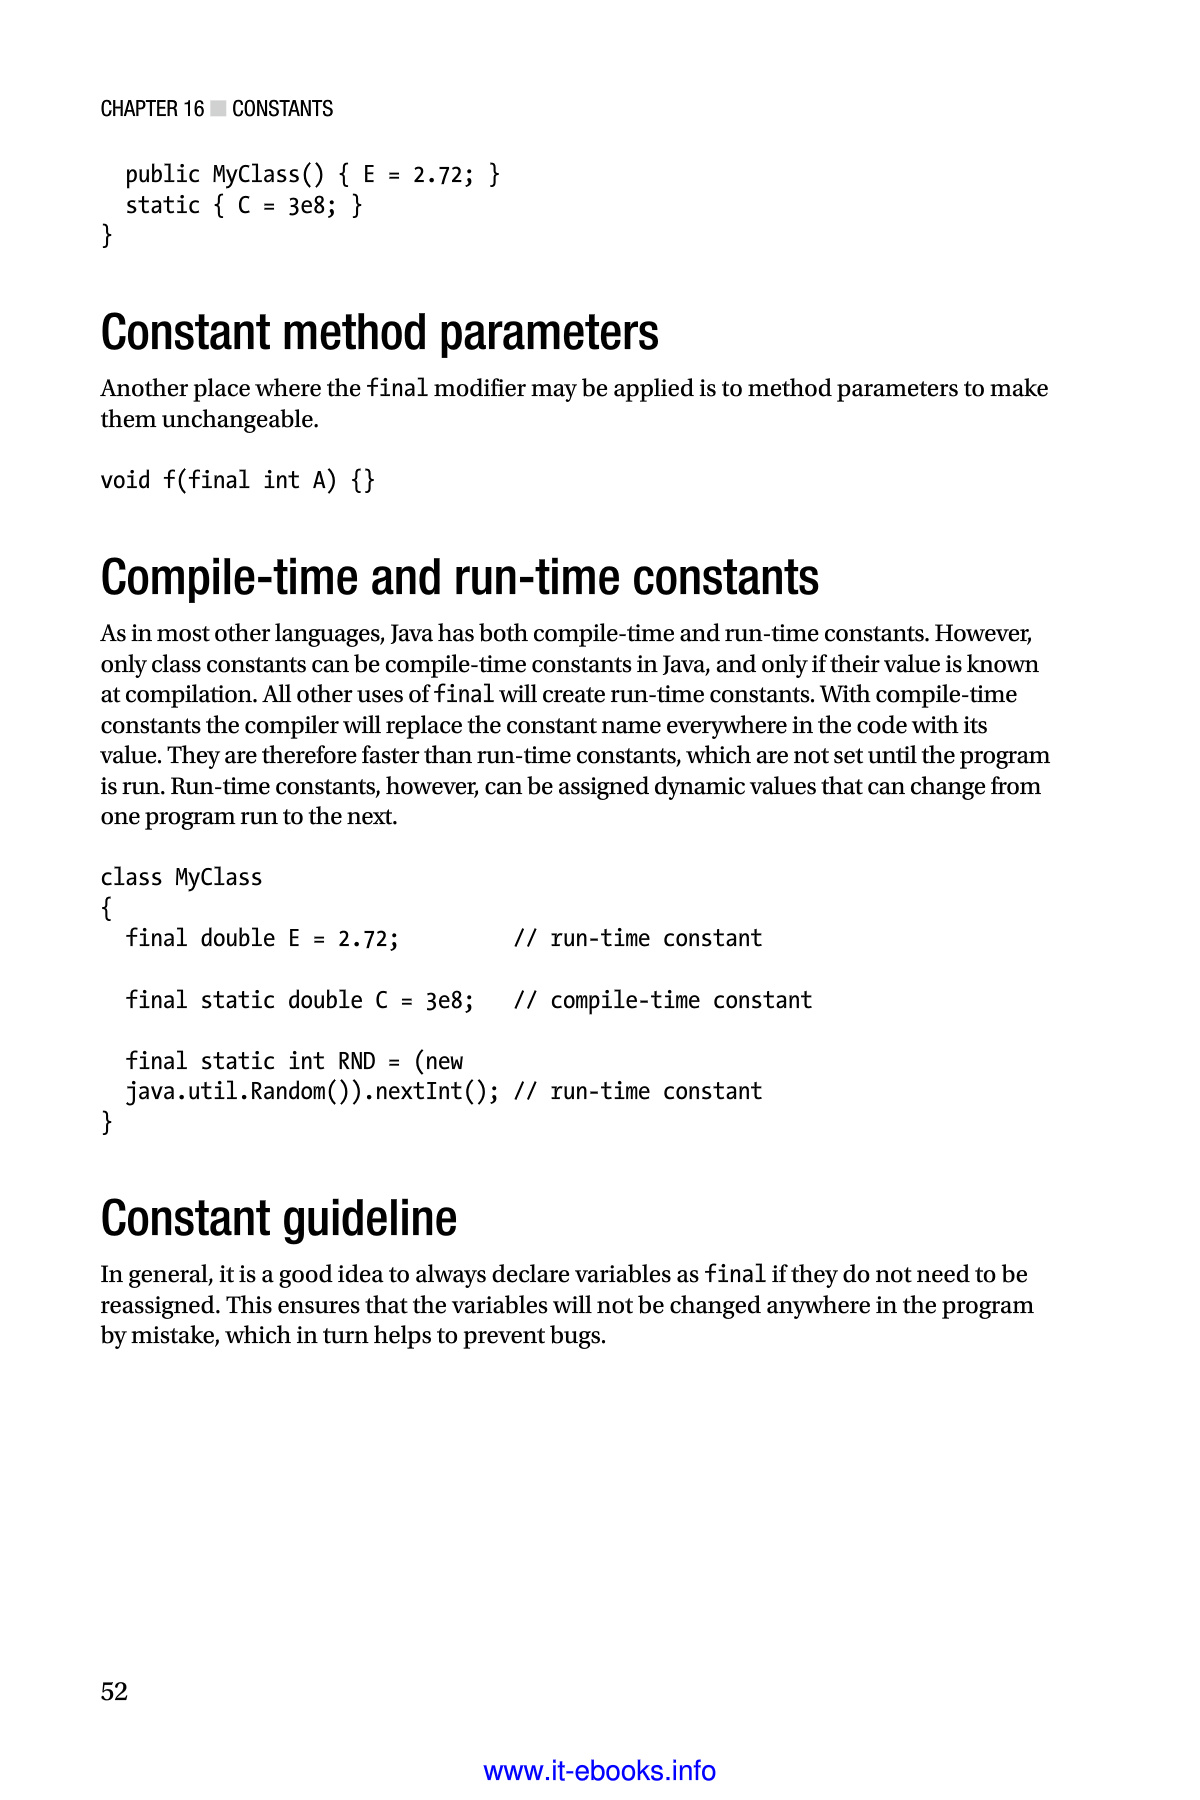 CHAPTER 16 ■ CONSTANTS
public MyClass() { E = 2.72; }
static { C = 3e8; }
}
Constant method parameters
Another place where the final modifier may be applied is to method parameters to make
them unchangeable.
void f(final int A) {}
Compile-time and run-time constants
As in most other languages, Java has both compile-time and run-time constants. However,
only class constants can be compile-time constants in Java, and only if their value is known
at compilation. All other uses of final will create run-time constants. With compile-time
constants the compiler will replace the constant name everywhere in the code with its
value. They are therefore faster than run-time constants, which are not set until the program
is run. Run-time constants, however, can be assigned dynamic values that can change from
one program run to the next.
class MyClass
{
final double E = 2.72; // run-time constant
final static double C = 3e8; // compile-time constant
final static int RND = (new
java.util.Random()).nextInt(); // run-time constant
}
Constant guideline
In general, it is a good idea to always declare variables as final if they do not need to be
reassigned. This ensures that the variables will not be changed anywhere in the program
by mistake, which in turn helps to prevent bugs.
52
www.it-ebooks.info